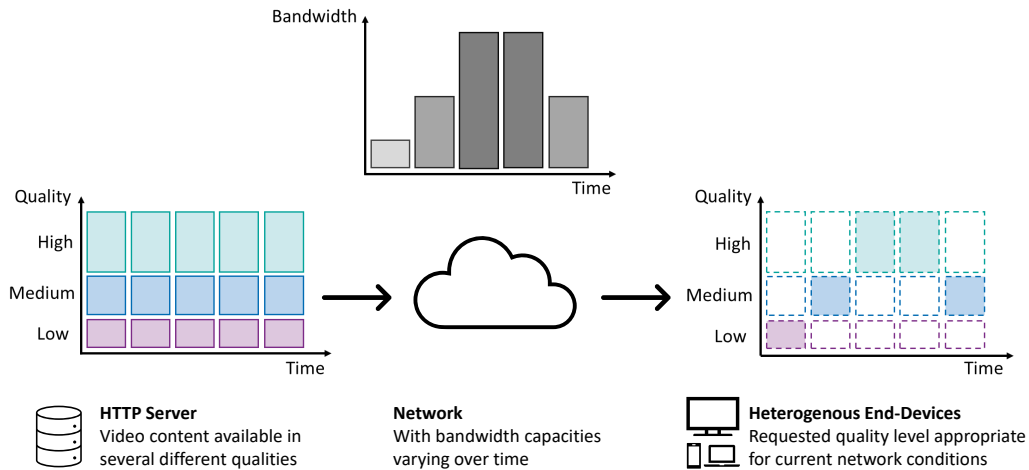 Bandwidth
Time
Quality
High
Medium
Low
Time
Quality
High
Medium
Low
Time
HTTP Server
Video content available in
several different qualities
Network
With bandwidth capacities
varying over time
Heterogenous End-Devices
Requested quality level appropriate
for current network conditions